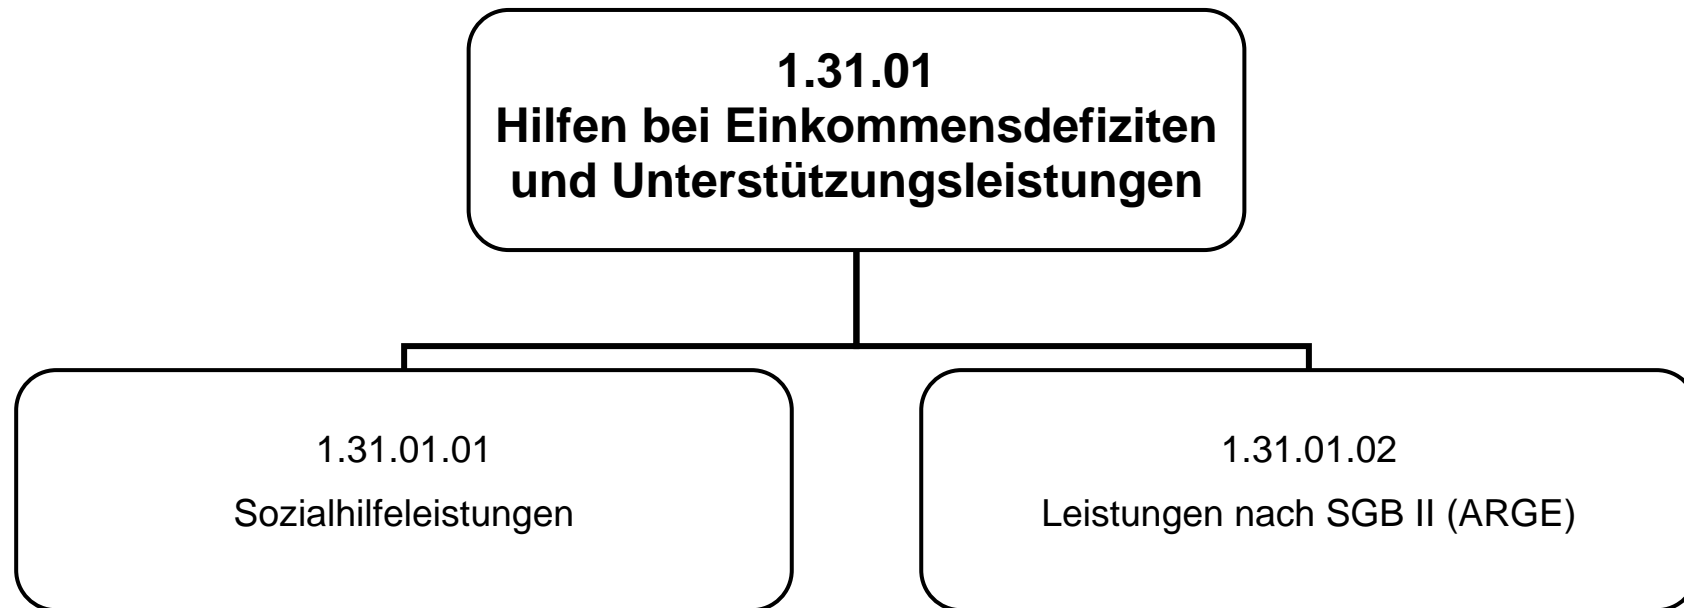 1.31.01
Hilfen bei Einkommensdefiziten
und Unterstützungsleistungen
1.31.01.01
Sozialhilfeleistungen
1.31.01.02
Leistungen nach SGB II (ARGE)